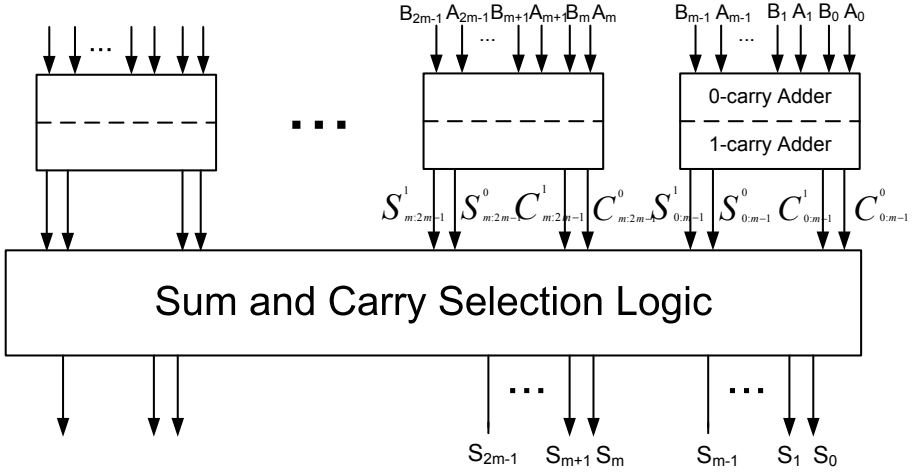 ...
B2m-1 A2m-1 Bm+1 Am+1 Bm Am
...
Bm-1 Am-1 B1 A1 B0 A0
...
0-carry Adder
1-carry Adder
...
S¹m:2m-1 S⁰m:2m-1 C¹m:2m-1 C⁰m:2m-1 S¹0:m-1 S⁰0:m-1 C¹0:m-1 C⁰0:m-1
Sum and Carry Selection Logic
... ...
S2m-1 Sm+1 Sm Sm-1 S1 S0